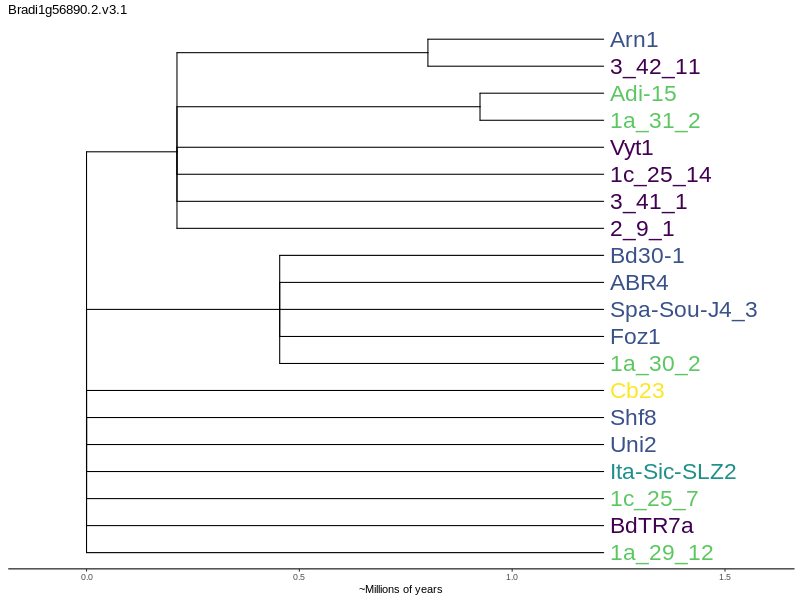 Bradi1g56890.2.v3.1
Arn1
3_42_11
Adi-15
1a_31_2
Vyt1
1c_25_14
3_41_1
2_9_1
Bd30-1
ABR4
Spa-Sou-J4_3
Foz1
1a_30_2
Cb23
Shf8
Uni2
Ita-Sic-SLZ2
1c_25_7
BdTR7a
1a_29_12
0.0 0.5 1.0 1.5
~Millions of years